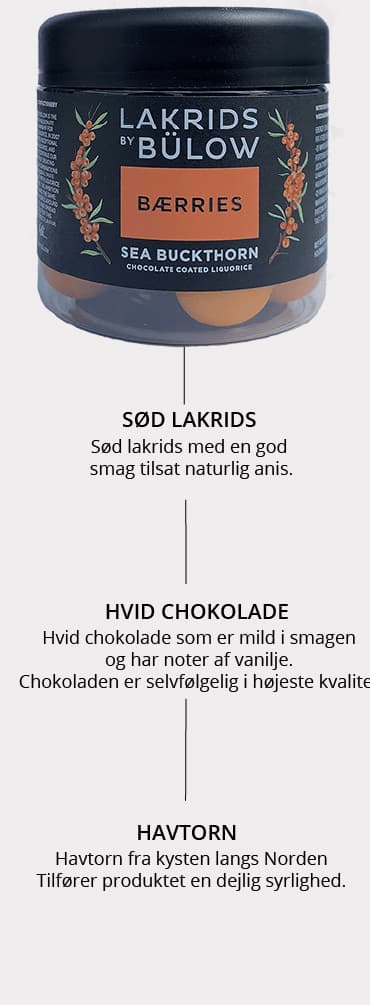 LAKRIDS
BY BÜLOW
BÆRRIES
SEA BUCKTHORN
CHOCOLATE COATED LIQUORICE
SØD LAKRIDS
Sød lakrids med en god
smag tilsat naturlig anis.
HVID CHOKOLADE
Hvid chokolade som er mild i smagen
og har noter af vanilje.
Chokoladen er selvfølgelig i højeste kvalite
HAVTORN
Havtorn fra kysten langs Norden
Tilfører produktet en dejlig syrlighed.